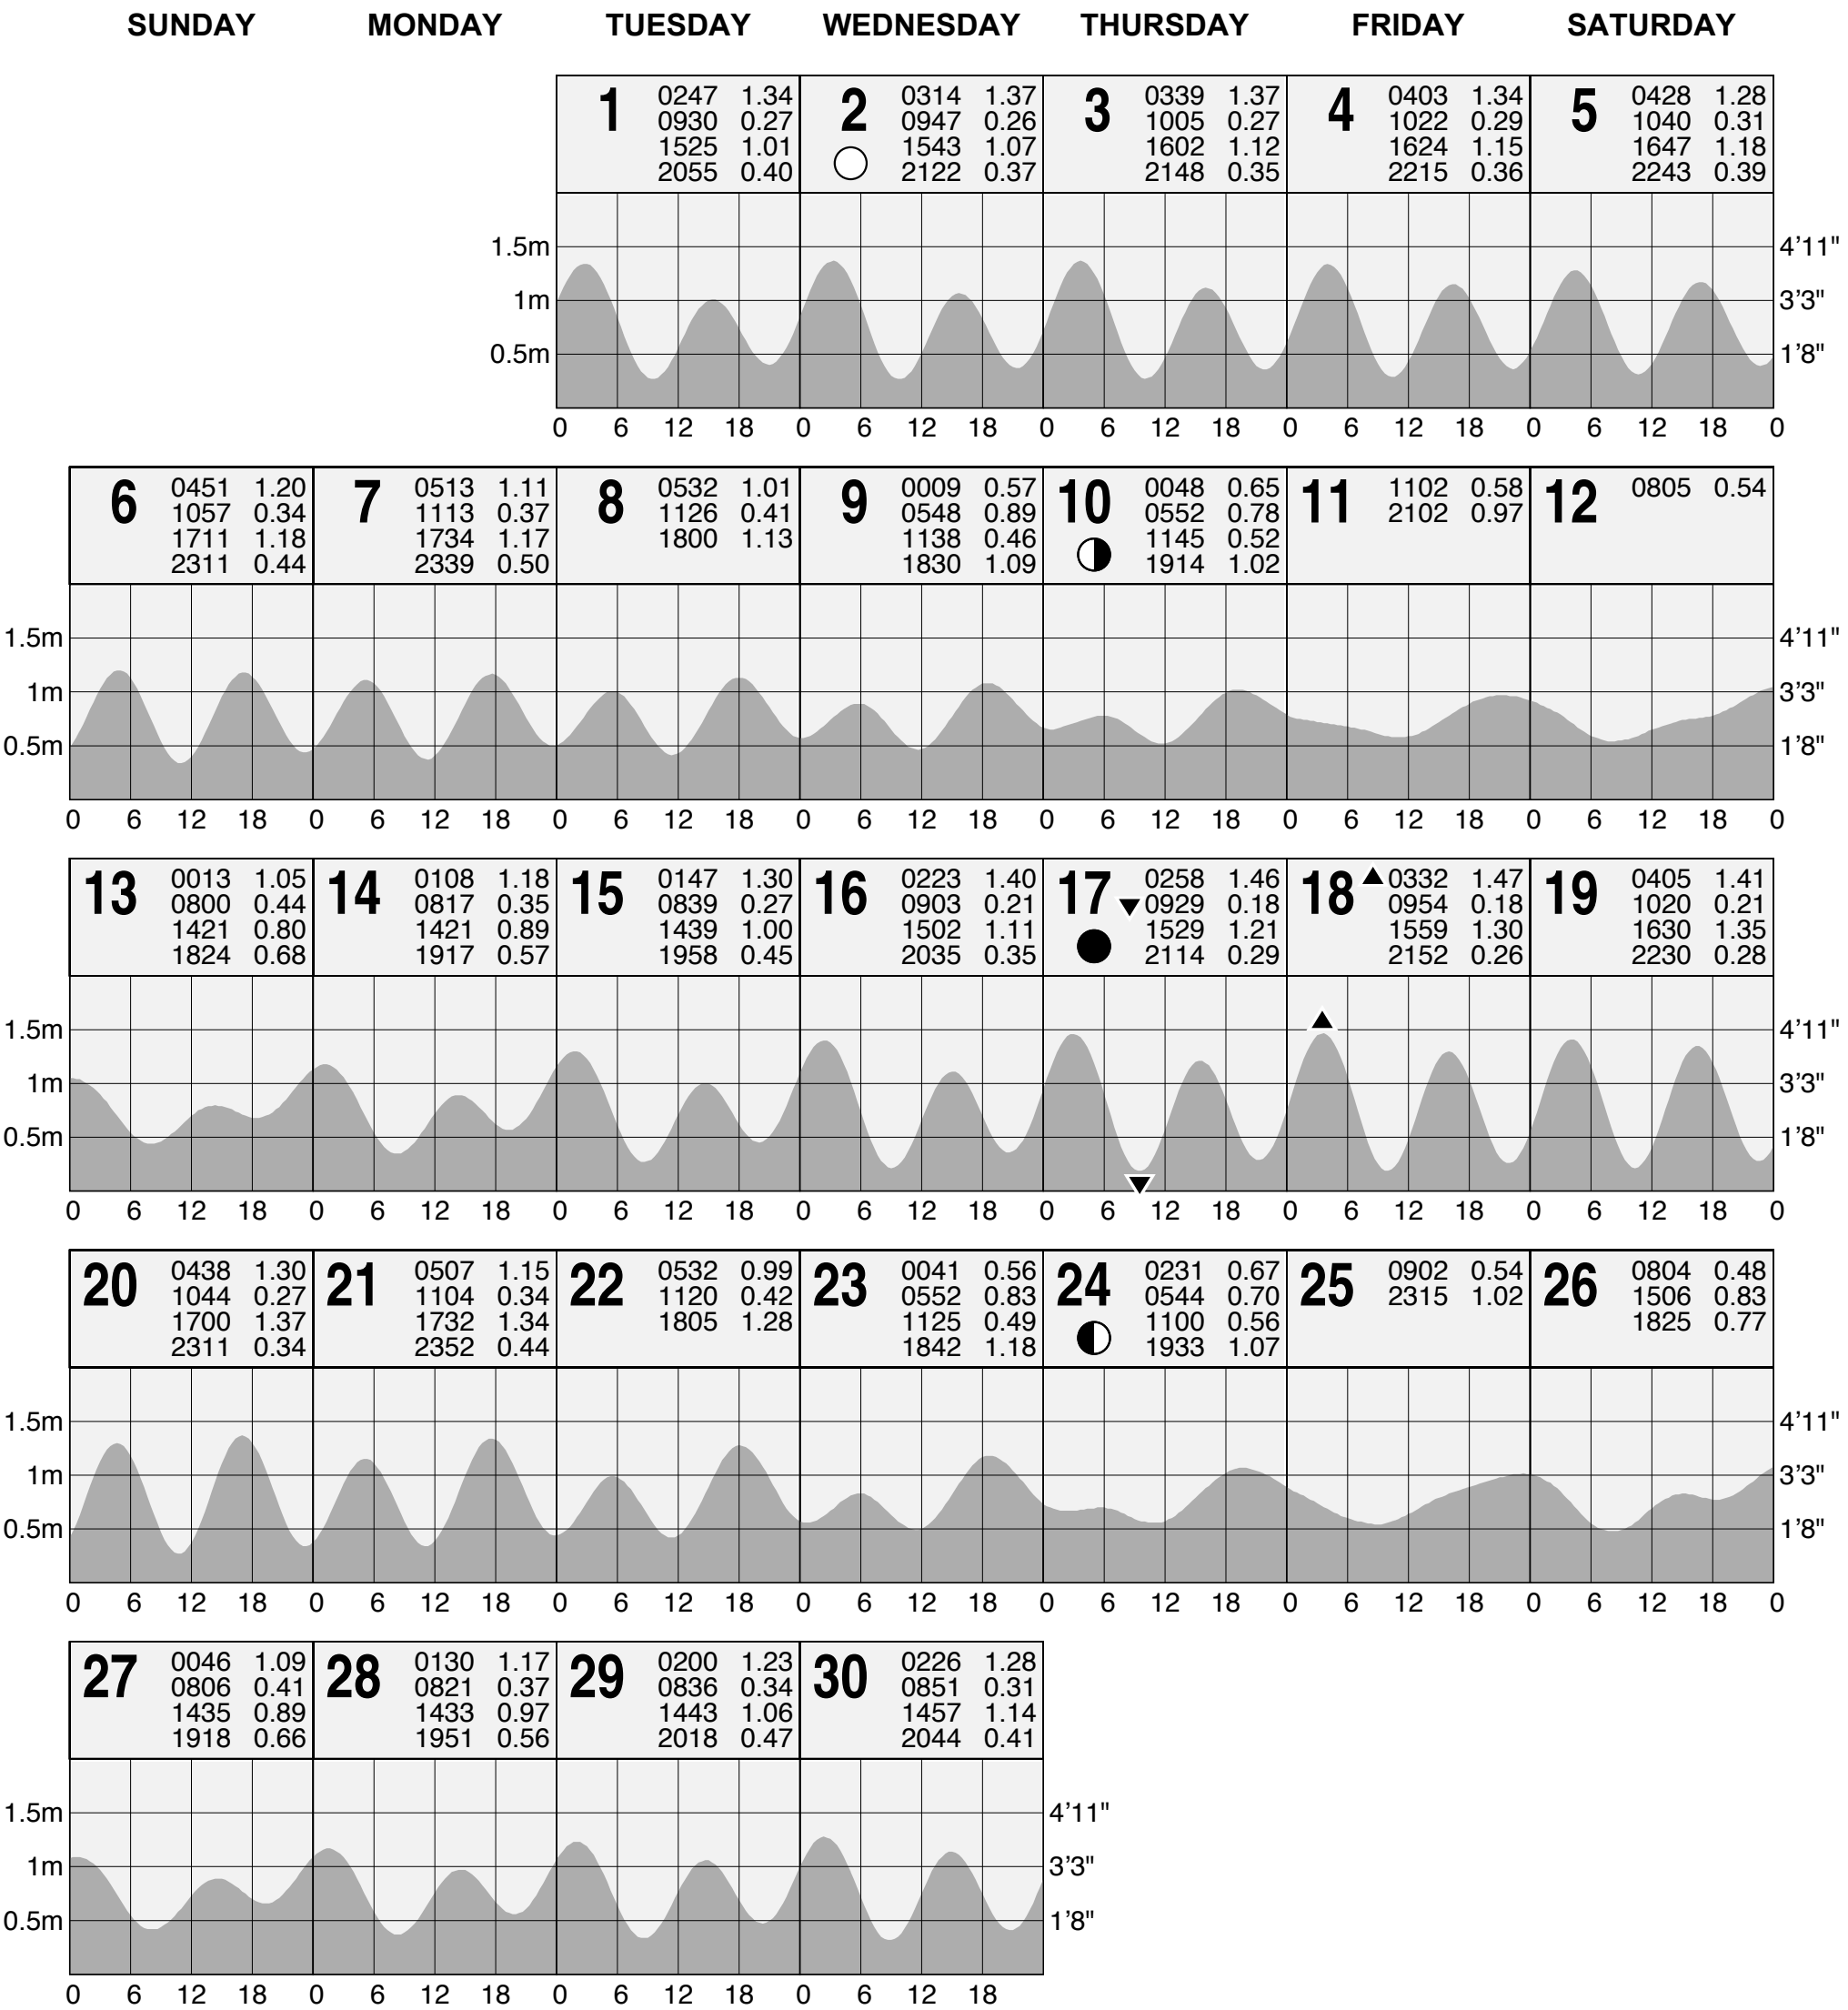 SUNDAY MONDAY TUESDAY WEDNESDAY THURSDAY FRIDAY SATURDAY
1 0247 1.34 2 0314 1.37 3 0339 1.37 4 0403 1.34 5 0428 1.28
0930 0.27 0947 0.26 1005 0.27 1022 0.29 1040 0.31
1525 1.01 1543 1.07 1602 1.12 1624 1.15 1647 1.18
2055 0.40 2122 0.37 2148 0.35 2215 0.36 2243 0.39
1.5m 4'11"
1m 3'3"
0.5m 1'8"
0 6 12 18 0 6 12 18 0 6 12 18 0 6 12 18 0 6 12 18 0
6 0451 1.20 7 0513 1.11 8 0532 1.01 9 0009 0.57 10 0048 0.65 11 1102 0.58 12 0805 0.54
1057 0.34 1113 0.37 1126 0.41 0548 0.89 0552 0.78 2102 0.97
1711 1.18 1734 1.17 1800 1.13 1138 0.46 1145 0.52
2311 0.44 2339 0.50 1830 1.09 1914 1.02
1.5m 4'11"
1m 3'3"
0.5m 1'8"
0 6 12 18 0 6 12 18 0 6 12 18 0 6 12 18 0 6 12 18 0 6 12 18 0 6 12 18 0
13 0013 1.05 14 0108 1.18 15 0147 1.30 16 0223 1.40 17 0258 1.46 18 0332 1.47 19 0405 1.41
0800 0.44 0817 0.35 0839 0.27 0903 0.21 0929 0.18 0954 0.18 1020 0.21
1421 0.80 1421 0.89 1439 1.00 1502 1.11 1529 1.21 1559 1.30 1630 1.35
1824 0.68 1917 0.57 1958 0.45 2035 0.35 2114 0.29 2152 0.26 2230 0.28
1.5m 4'11"
1m 3'3"
0.5m 1'8"
0 6 12 18 0 6 12 18 0 6 12 18 0 6 12 18 0 6 12 18 0 6 12 18 0 6 12 18 0
20 0438 1.30 21 0507 1.15 22 0532 0.99 23 0041 0.56 24 0231 0.67 25 0902 0.54 26 0804 0.48
1044 0.27 1104 0.34 1120 0.42 0552 0.83 0544 0.70 2315 1.02 1506 0.83
1700 1.37 1732 1.34 1805 1.28 1125 0.49 1100 0.56 1825 0.77
2311 0.34 2352 0.44 1842 1.18 1933 1.07
1.5m 4'11"
1m 3'3"
0.5m 1'8"
0 6 12 18 0 6 12 18 0 6 12 18 0 6 12 18 0 6 12 18 0 6 12 18 0 6 12 18 0
27 0046 1.09 28 0130 1.17 29 0200 1.23 30 0226 1.28
0806 0.41 0821 0.37 0836 0.34 0851 0.31
1435 0.89 1433 0.97 1443 1.06 1457 1.14
1918 0.66 1951 0.56 2018 0.47 2044 0.41
1.5m 4'11"
1m 3'3"
0.5m 1'8"
0 6 12 18 0 6 12 18 0 6 12 18 0 6 12 18